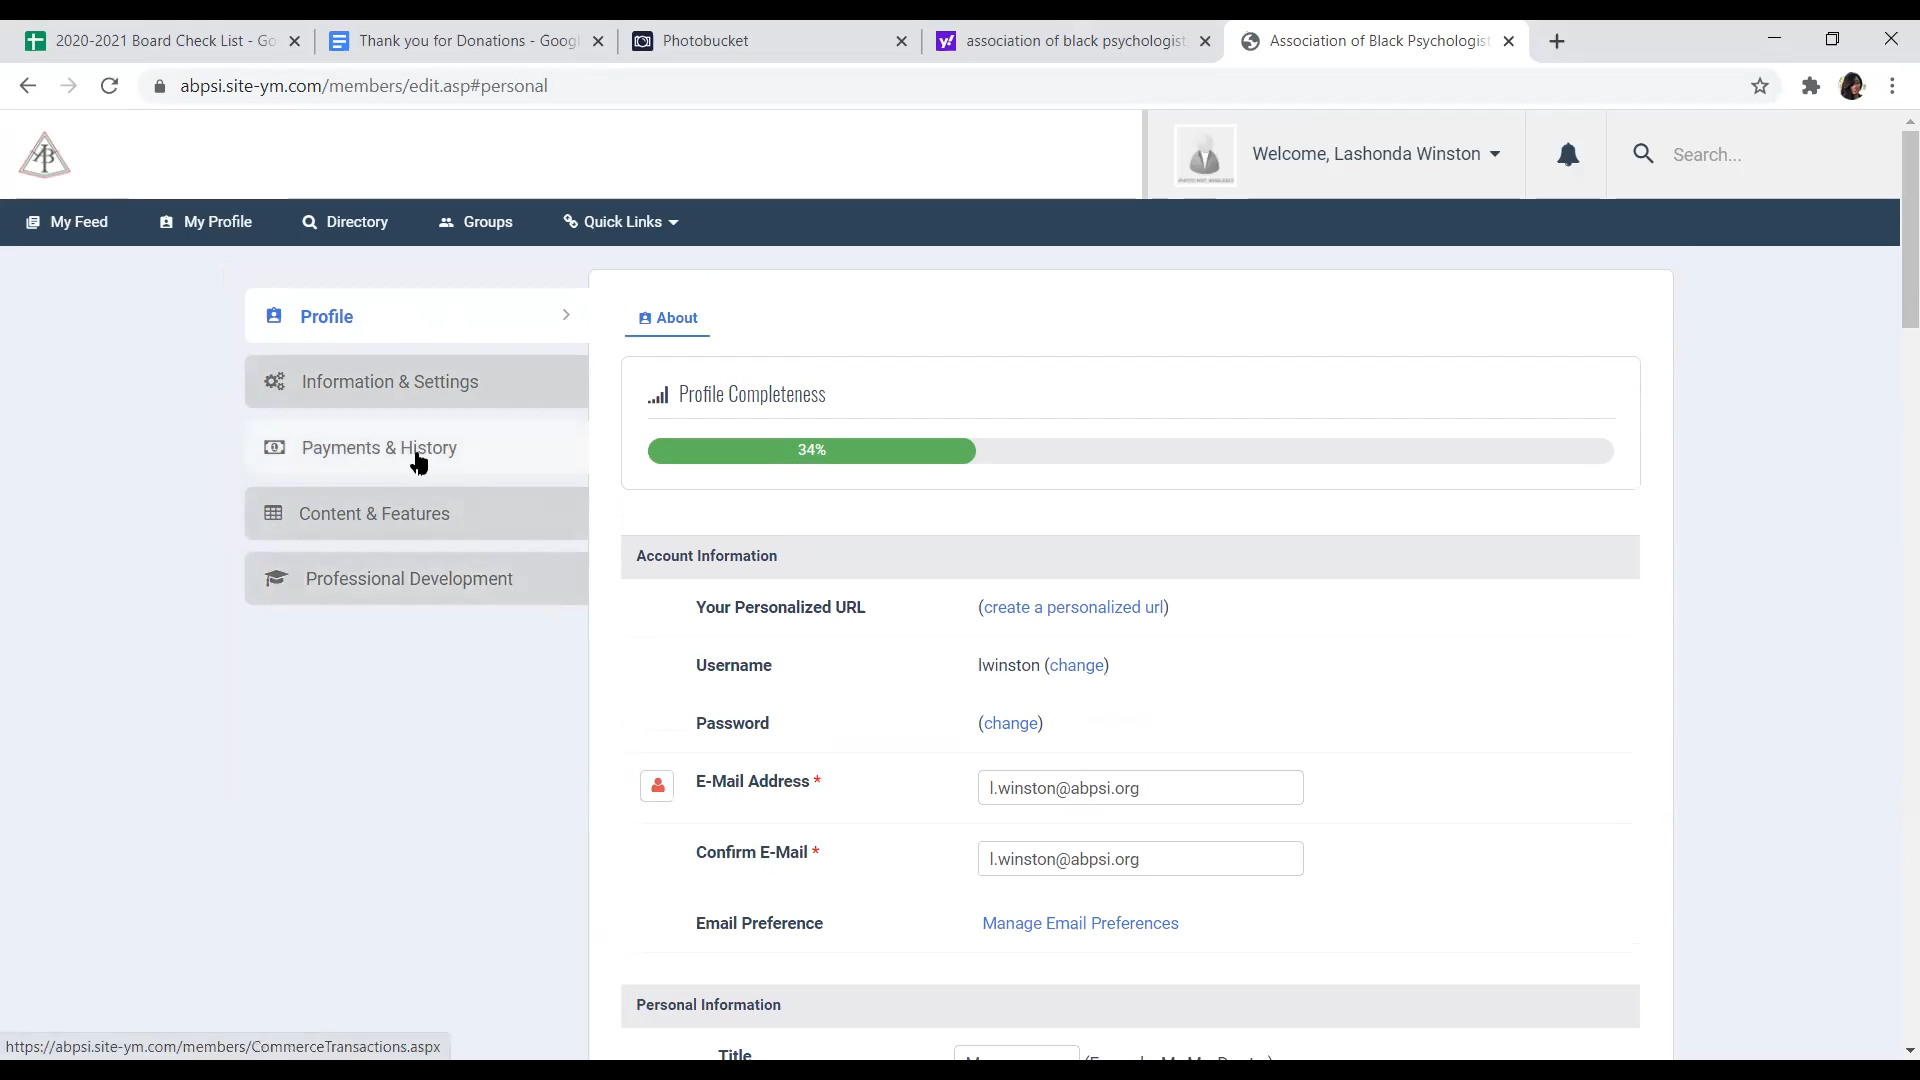 2020-2021 Board Check List - Go
Thank you for Donations - Googl
Photobucket
association of black psychologist
Association of Black Psychologist
abpsi.site-ym.com/members/edit.asp#personal
Welcome, Lashonda Winston
Search...
My Feed
My Profile
Directory
Groups
Quick Links
Profile
Information & Settings
Payments & History
Content & Features
Professional Development
About
Profile Completeness
34%
Account Information
Your Personalized URL (create a personalized url)
Username lwinston (change)
Password (change)
E-Mail Address * l.winston@abpsi.org
Confirm E-Mail * l.winston@abpsi.org
Email Preference Manage Email Preferences
Personal Information
Title
https://abpsi.site-ym.com/members/CommerceTransactions.aspx